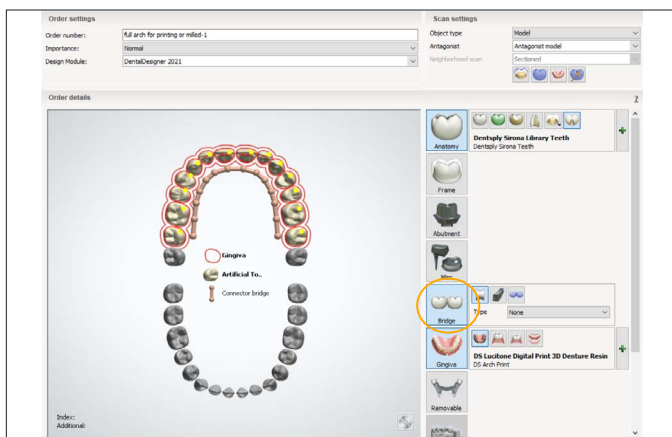 Order settings
Order number:
full arch for printing or milled-1
Importance:
Normal
Design Module:
DentalDesigner 2021
Scan settings
Object type
Model
Antagonist
Antagonist model
Neighborhood scan
Sectioned
Order details
?
Gingiva
Artificial To..
Connector bridge
Index:
Additional:
Anatomy
Dentsply Sirona Library Teeth
Dentsply Sirona Teeth
Frame
Abutment
Misc
Bridge
Type
None
Gingiva
DS Lucitone Digital Print 3D Denture Resin
DS Arch Print
Removable